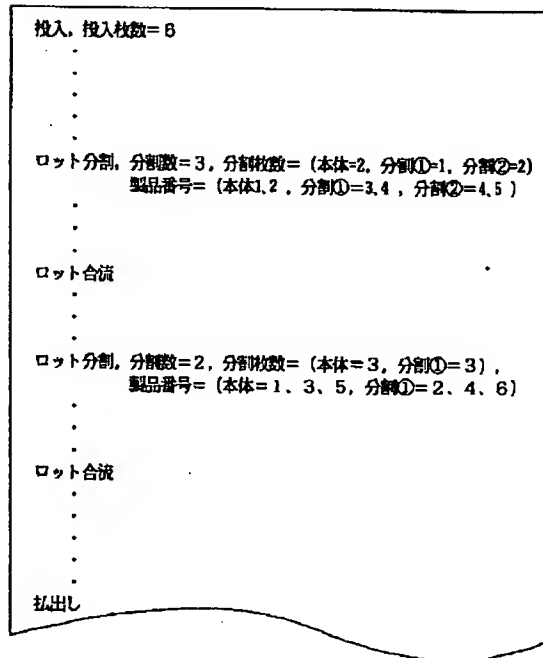 投入, 投入枚数=6
ロット分割, 分割数=3, 分割枚数= (本体=2, 分割①=1, 分割②=2)
製品番号= (本体1,2 , 分割①=3,4 , 分割②=4,5 )
ロット合流
ロット分割, 分割数=2, 分割枚数= (本体=3, 分割①=3) ,
製品番号= (本体=1、3、5, 分割①=2、4、6)
ロット合流
払出し